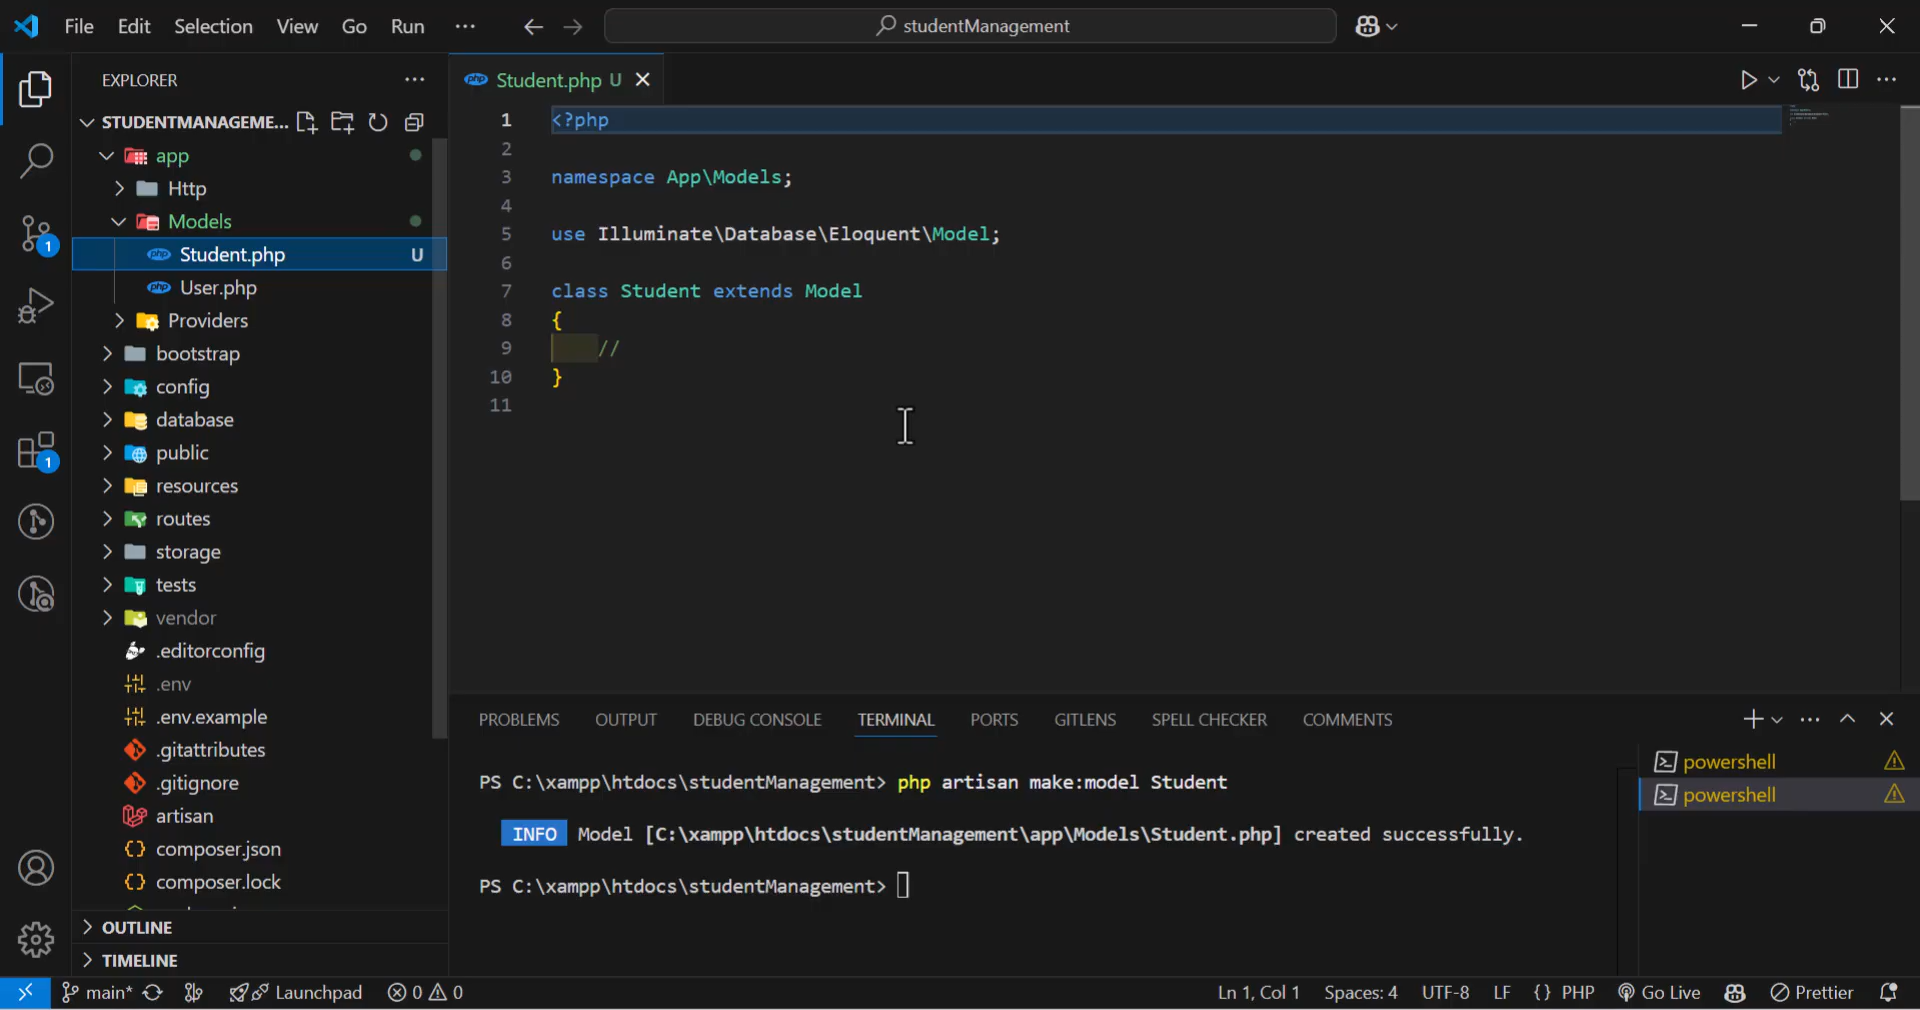 File Edit Selection View Go Run ··· studentManagement
EXPLORER ···
STUDENTMANAGEME...
app
Http
Models
Student.php U
User.php
Providers
bootstrap
config
database
public
resources
routes
storage
tests
vendor
.editorconfig
.env
.env.example
.gitattributes
.gitignore
artisan
composer.json
composer.lock
OUTLINE
TIMELINE
1
1
Student.php U
1 <?php
2
3 namespace App\Models;
4
5 use Illuminate\Database\Eloquent\Model;
6
7 class Student extends Model
8 {
9 //
10 }
11
PROBLEMS OUTPUT DEBUG CONSOLE TERMINAL PORTS GITLENS SPELL CHECKER COMMENTS
PS C:\xampp\htdocs\studentManagement> php artisan make:model Student
INFO Model [C:\xampp\htdocs\studentManagement\app\Models\Student.php] created successfully.
PS C:\xampp\htdocs\studentManagement>
powershell
powershell
main* Launchpad 0 0 Ln 1, Col 1 Spaces: 4 UTF-8 LF {} PHP Go Live Prettier